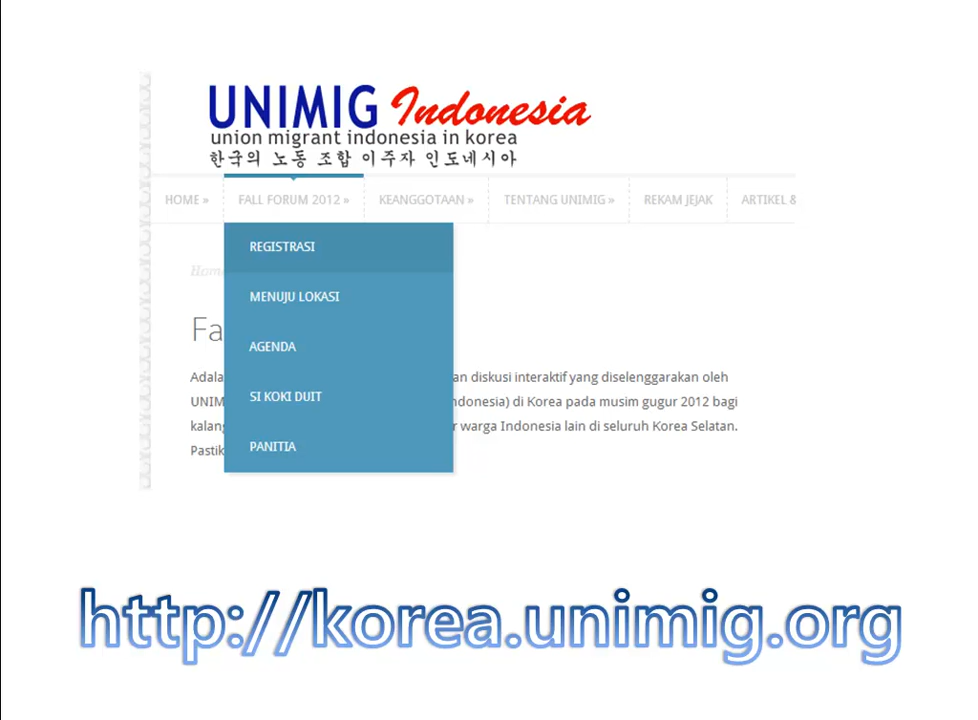 UNIMIG Indonesia
union migrant indonesia in korea
한국의 노동 조합 이주자 인도네시아
HOME » FALL FORUM 2012 » KEANGGOTAAN » TENTANG UNIMIG » REKAM JEJAK ARTIKEL &
REGISTRASI
Hom
MENUJU LOKASI
Fa
AGENDA
Adala an diskusi interaktif yang diselenggarakan oleh
SI KOKI DUIT
UNIM ndonesia) di Korea pada musim gugur 2012 bagi
kalang r warga Indonesia lain di seluruh Korea Selatan.
PANITIA
Pastik
http://korea.unimig.org